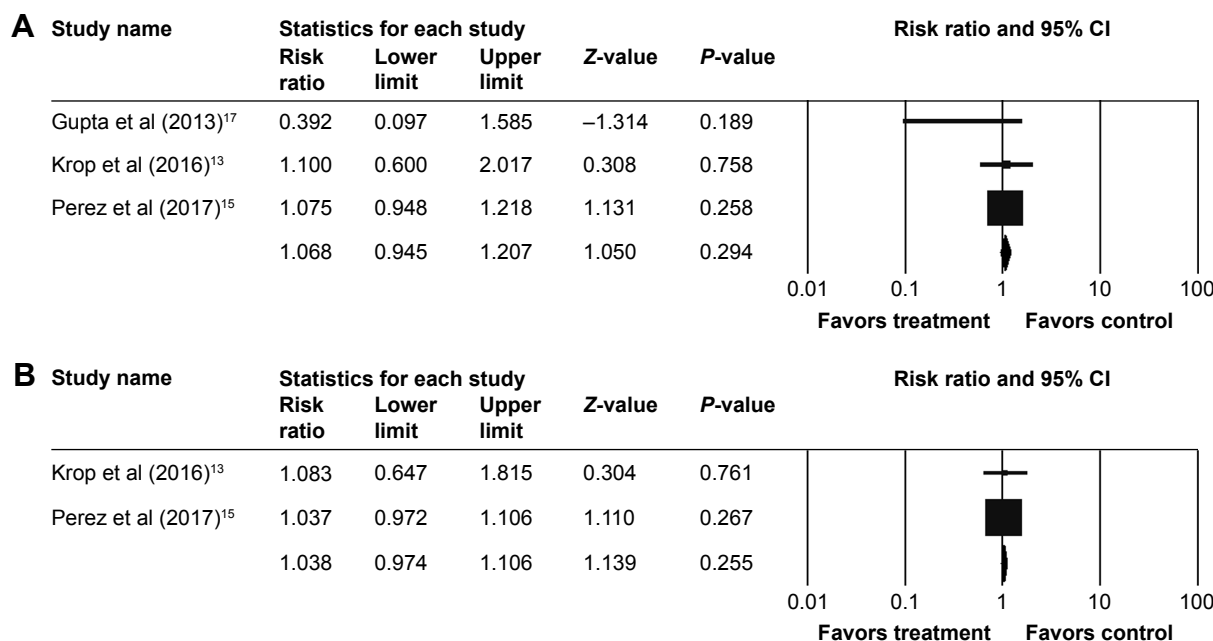 A Study name Statistics for each study Risk ratio and 95% CI
Risk ratio Lower limit Upper limit Z-value P-value
Gupta et al (2013)17 0.392 0.097 1.585 –1.314 0.189
Krop et al (2016)13 1.100 0.600 2.017 0.308 0.758
Perez et al (2017)15 1.075 0.948 1.218 1.131 0.258
1.068 0.945 1.207 1.050 0.294
0.01 0.1 1 10 100
Favors treatment Favors control
B Study name Statistics for each study Risk ratio and 95% CI
Risk ratio Lower limit Upper limit Z-value P-value
Krop et al (2016)13 1.083 0.647 1.815 0.304 0.761
Perez et al (2017)15 1.037 0.972 1.106 1.110 0.267
1.038 0.974 1.106 1.139 0.255
0.01 0.1 1 10 100
Favors treatment Favors control